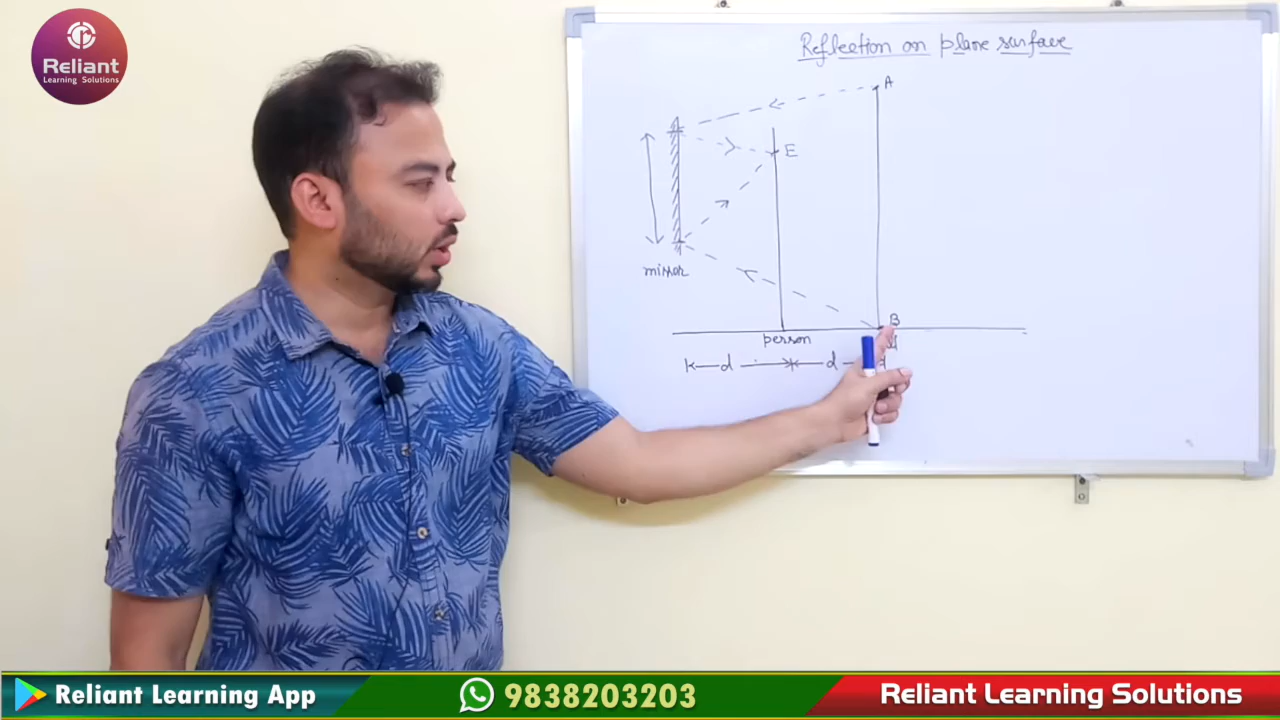 Reliant
Learning Solutions
Reflection on plane surface
A
E
mirror
B
person
d
d
Reliant Learning App
9838203203
Reliant Learning Solutions